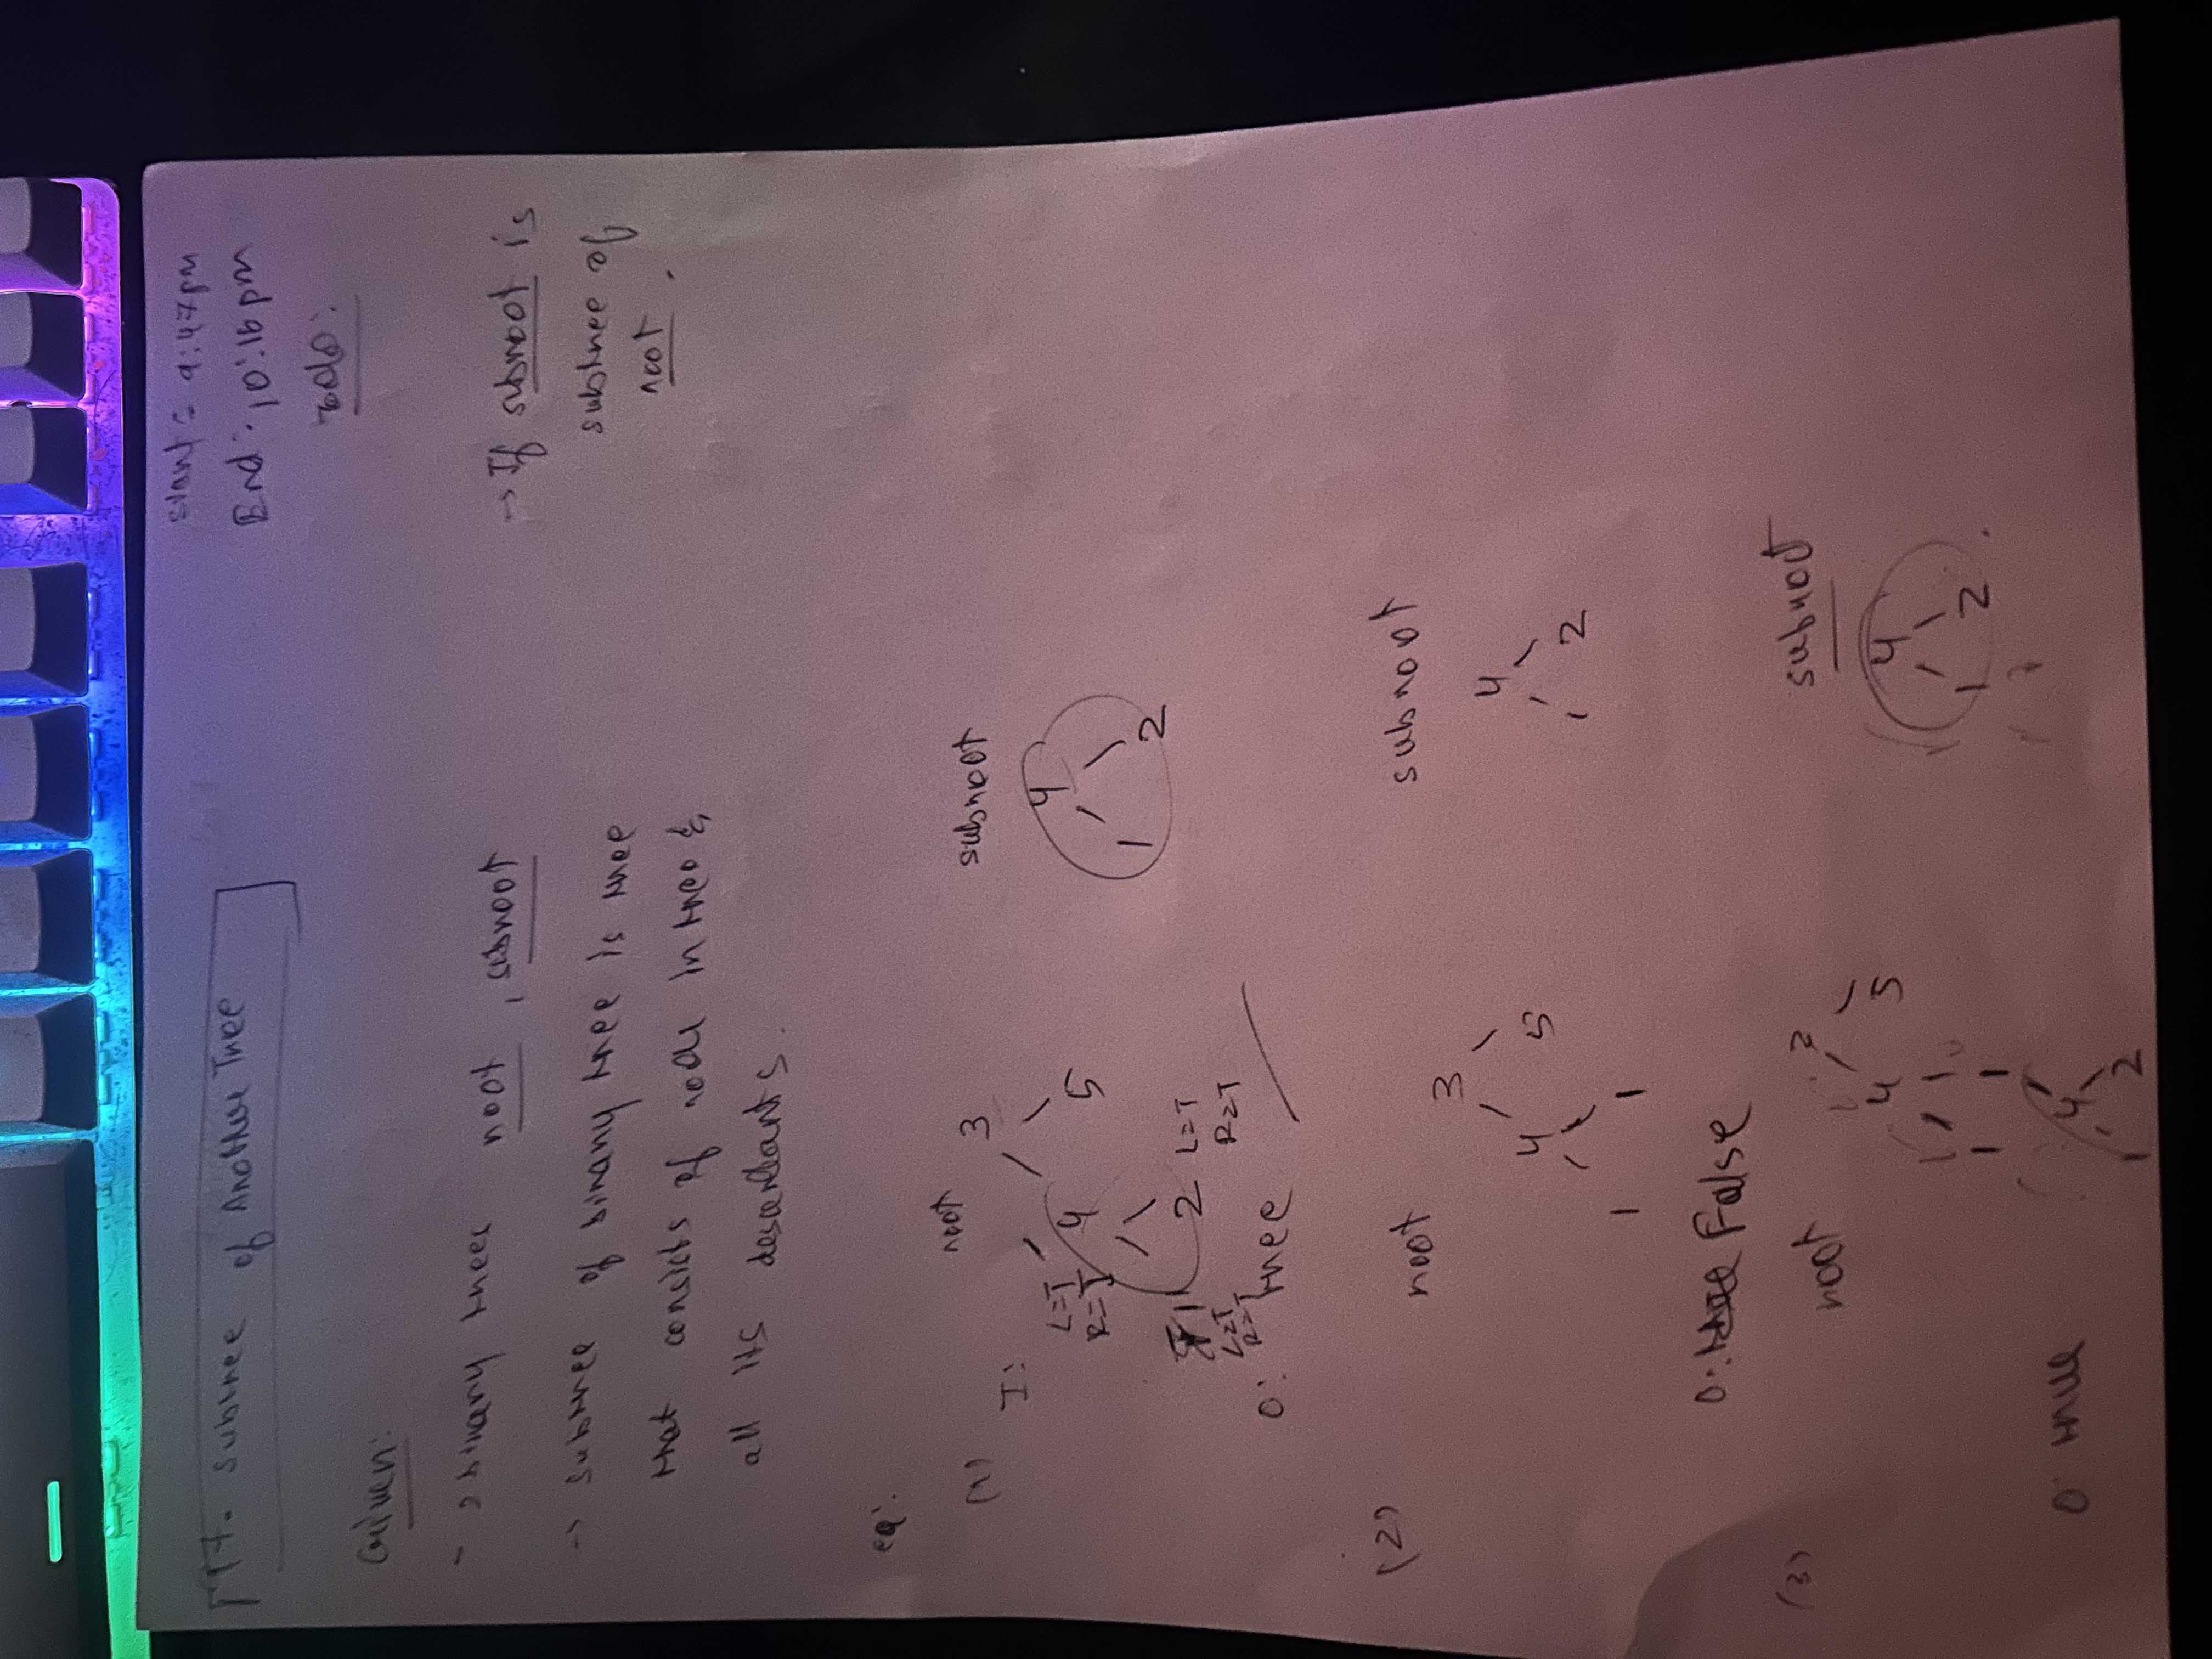 Subtree of Another Tree
Start = 9:47pm
End: 10:16pm
todo:
Given:
- 2 binary trees root, subroot
→ If subroot is
subtree of
root.
→ subtree of binary tree is tree
that consists of node in tree &
all its descendants.
eg:
(1)
root
subroot
I:
3
4
L=T
R=T
4
5
1
2
1
2
L=T
L=T
R=T
R=T
O: tree
(2)
root
subroot
3
4
4
5
1
2
1
1
O: False
(3)
root
subroot
3
4
4
5
1
2
1
1
4
O: true
1
2